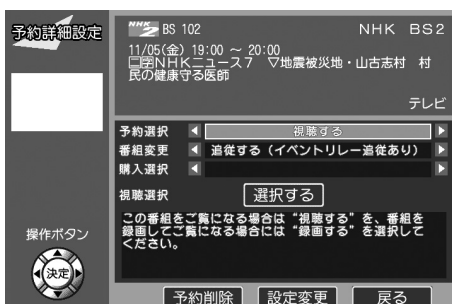 予約詳細設定
NHK 2 BS 102 NHK BS2
11/05(金) 19:00 ~ 20:00
二字NHKニュース7 ▽地震被災地・山古志村 村
民の健康守る医師
テレビ
予約選択 ◀ 視聴する ▶
番組変更 ◀ 追従する(イベントリレー追従あり) ▶
購入選択 ◀ ▶
視聴選択 選択する
この番組をご覧になる場合は“視聴する”を、番組を
録画してご覧になる場合には“録画する”を選択して
ください。
操作ボタン
決定
予約削除 設定変更 戻る